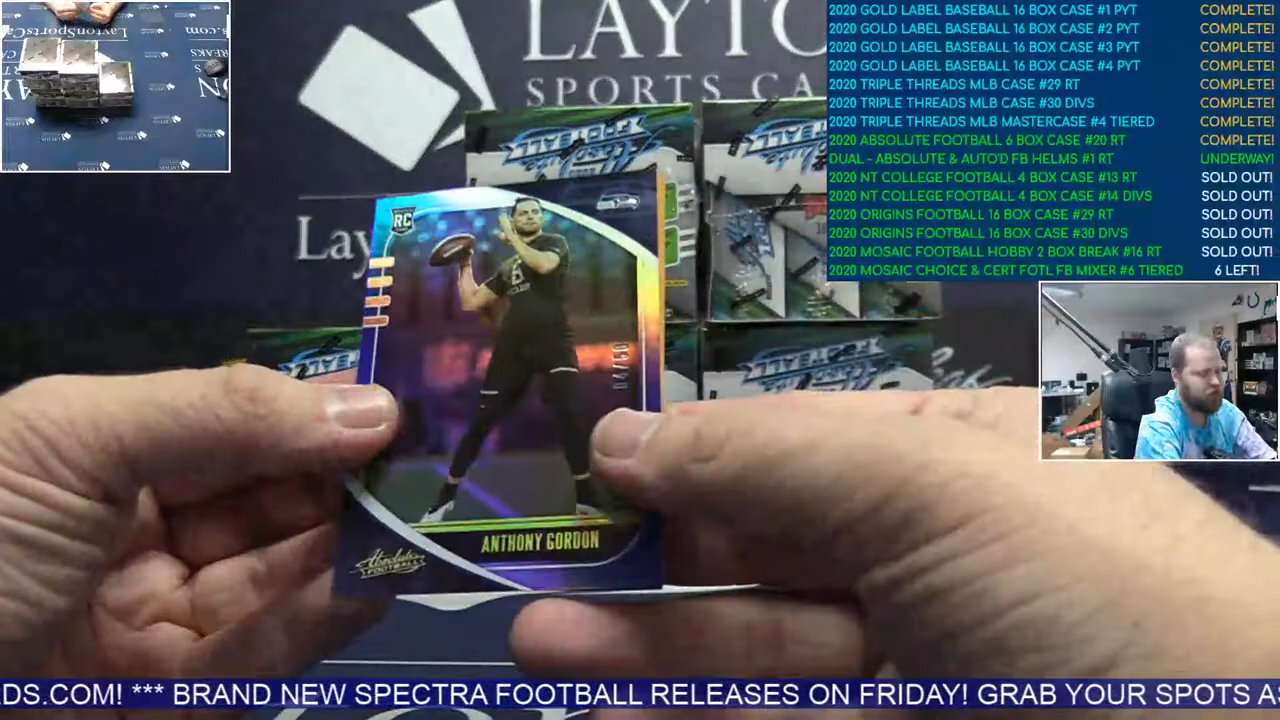 LAYTO
SPORTS CA
Lay
LaytonSportsCa
com
2020 GOLD LABEL BASEBALL 16 BOX CASE #1 PYT COMPLETE!
2020 GOLD LABEL BASEBALL 16 BOX CASE #2 PYT COMPLETE!
2020 GOLD LABEL BASEBALL 16 BOX CASE #3 PYT COMPLETE!
2020 GOLD LABEL BASEBALL 16 BOX CASE #4 PYT COMPLETE!
2020 TRIPLE THREADS MLB CASE #29 RT COMPLETE!
2020 TRIPLE THREADS MLB CASE #30 DIVS COMPLETE!
2020 TRIPLE THREADS MLB MASTERCASE #4 TIERED COMPLETE!
2020 ABSOLUTE FOOTBALL 6 BOX CASE #20 RT COMPLETE!
DUAL - ABSOLUTE & AUTO'D FB HELMS #1 RT UNDERWAY!
2020 NT COLLEGE FOOTBALL 4 BOX CASE #13 RT SOLD OUT!
2020 NT COLLEGE FOOTBALL 4 BOX CASE #14 DIVS SOLD OUT!
2020 ORIGINS FOOTBALL 16 BOX CASE #29 RT SOLD OUT!
2020 ORIGINS FOOTBALL 16 BOX CASE #30 DIVS SOLD OUT!
2020 MOSAIC FOOTBALL HOBBY 2 BOX BREAK #16 RT SOLD OUT!
2020 MOSAIC CHOICE & CERT FOTL FB MIXER #6 TIERED 6 LEFT!
RC
ANTHONY GORDON
Absolute
FOOTBALL
RDS.COM! *** BRAND NEW SPECTRA FOOTBALL RELEASES ON FRIDAY! GRAB YOUR SPOTS A